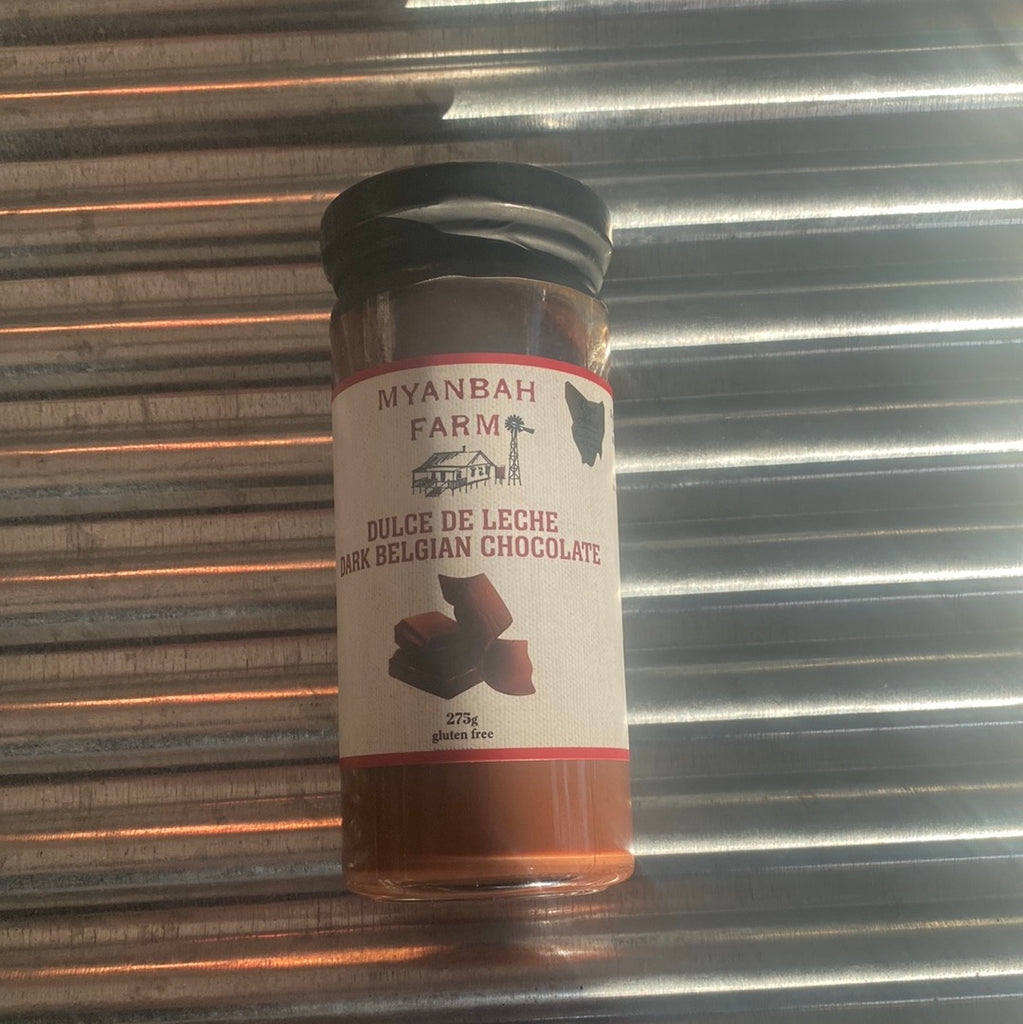 MYANBAH
FARM
DULCE DE LECHE
DARK BELGIAN CHOCOLATE
275g
gluten free